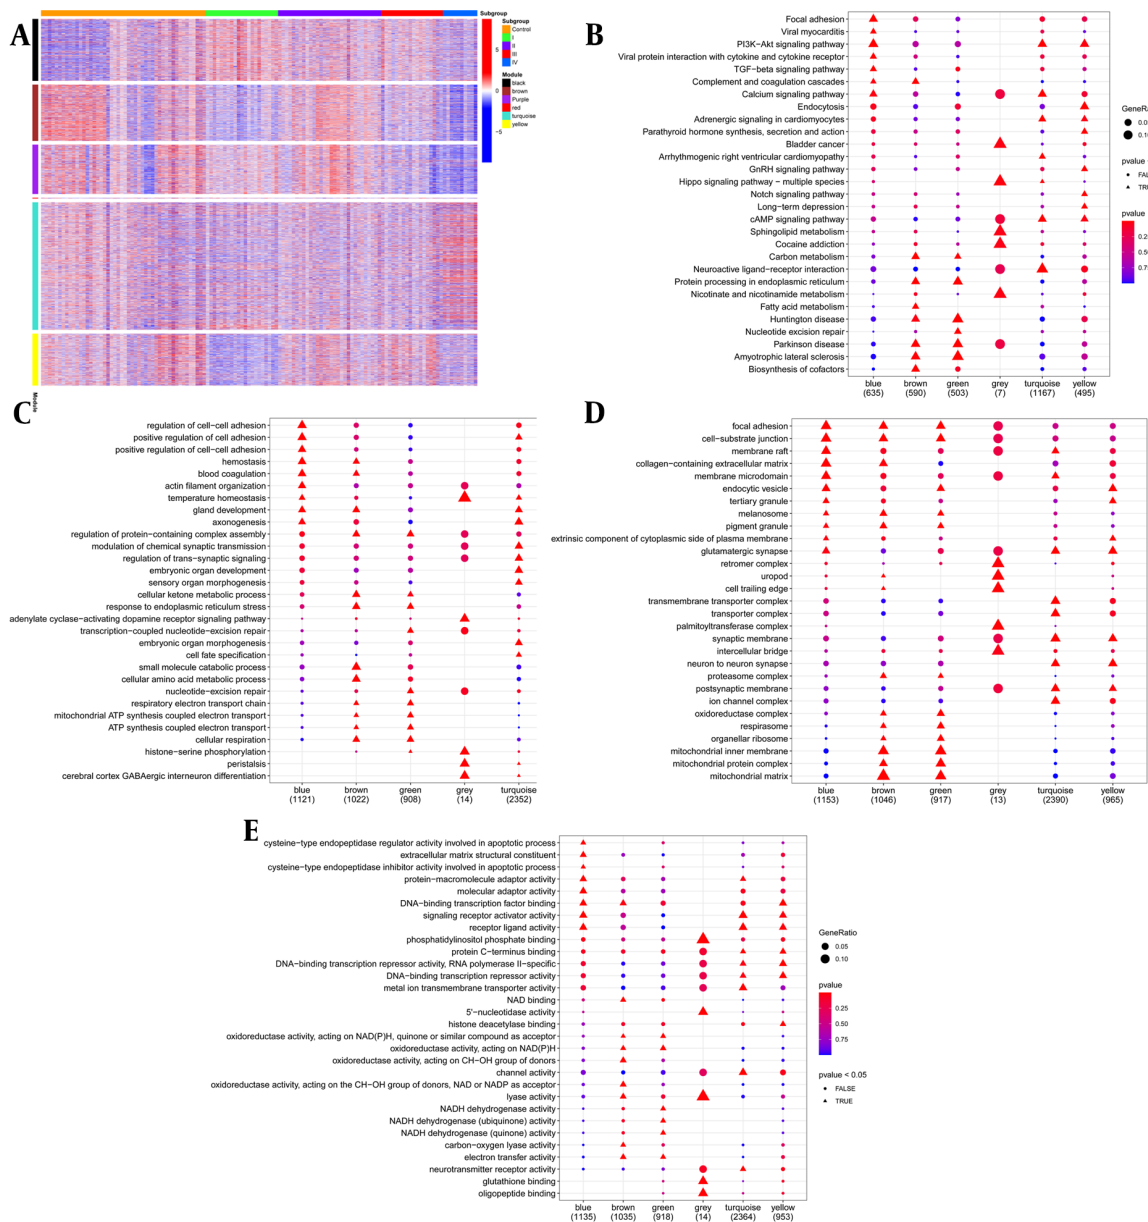 A
Subgroup
5
0
−5
Subgroup
Control
I
II
III
IV
Module
black
brown
Purple
red
turquoise
yellow
Module
B
Focal adhesion
Viral myocarditis
PI3K−Akt signaling pathway
Viral protein interaction with cytokine and cytokine receptor
TGF−beta signaling pathway
Complement and coagulation cascades
Calcium signaling pathway
Endocytosis
Adrenergic signaling in cardiomyocytes
Parathyroid hormone synthesis, secretion and action
Bladder cancer
Arrhythmogenic right ventricular cardiomyopathy
GnRH signaling pathway
Hippo signaling pathway − multiple species
Notch signaling pathway
Long−term depression
cAMP signaling pathway
Sphingolipid metabolism
Cocaine addiction
Carbon metabolism
Neuroactive ligand−receptor interaction
Protein processing in endoplasmic reticulum
Nicotinate and nicotinamide metabolism
Fatty acid metabolism
Huntington disease
Nucleotide excision repair
Parkinson disease
Amyotrophic lateral sclerosis
Biosynthesis of cofactors
blue brown green grey turquoise yellow
(635) (590) (503) (7) (1167) (495)
GeneRa
0.0
0.10
pvalue
FAL
TRU
pvalue
0.25
0.50
0.75
C
regulation of cell−cell adhesion
positive regulation of cell adhesion
positive regulation of cell−cell adhesion
hemostasis
blood coagulation
actin filament organization
temperature homeostasis
gland development
axonogenesis
regulation of protein−containing complex assembly
modulation of chemical synaptic transmission
regulation of trans−synaptic signaling
embryonic organ development
sensory organ morphogenesis
cellular ketone metabolic process
response to endoplasmic reticulum stress
adenylate cyclase−activating dopamine receptor signaling pathway
transcription−coupled nucleotide−excision repair
embryonic organ morphogenesis
cell fate specification
small molecule catabolic process
cellular amino acid metabolic process
nucleotide−excision repair
respiratory electron transport chain
mitochondrial ATP synthesis coupled electron transport
ATP synthesis coupled electron transport
cellular respiration
histone−serine phosphorylation
peristalsis
cerebral cortex GABAergic interneuron differentiation
blue brown green grey turquoise
(1121) (1022) (908) (14) (2352)
D
focal adhesion
cell−substrate junction
membrane raft
collagen−containing extracellular matrix
membrane microdomain
endocytic vesicle
tertiary granule
melanosome
pigment granule
extrinsic component of cytoplasmic side of plasma membrane
glutamatergic synapse
retromer complex
uropod
cell trailing edge
transmembrane transporter complex
transporter complex
palmitoyltransferase complex
synaptic membrane
intercellular bridge
neuron to neuron synapse
proteasome complex
postsynaptic membrane
ion channel complex
oxidoreductase complex
respirasome
organellar ribosome
mitochondrial inner membrane
mitochondrial protein complex
mitochondrial matrix
blue brown green grey turquoise yellow
(1153) (1046) (917) (13) (2390) (965)
E
cysteine−type endopeptidase regulator activity involved in apoptotic process
extracellular matrix structural constituent
cysteine−type endopeptidase inhibitor activity involved in apoptotic process
protein−macromolecule adaptor activity
molecular adaptor activity
DNA−binding transcription factor binding
signaling receptor activator activity
receptor ligand activity
phosphatidylinositol phosphate binding
protein C−terminus binding
DNA−binding transcription repressor activity, RNA polymerase II−specific
DNA−binding transcription repressor activity
metal ion transmembrane transporter activity
NAD binding
5'−nucleotidase activity
histone deacetylase binding
oxidoreductase activity, acting on NAD(P)H, quinone or similar compound as acceptor
oxidoreductase activity, acting on NAD(P)H
oxidoreductase activity, acting on CH−OH group of donors
channel activity
oxidoreductase activity, acting on the CH−OH group of donors, NAD or NADP as acceptor
lyase activity
NADH dehydrogenase activity
NADH dehydrogenase (ubiquinone) activity
NADH dehydrogenase (quinone) activity
carbon−oxygen lyase activity
electron transfer activity
neurotransmitter receptor activity
glutathione binding
oligopeptide binding
blue brown green grey turquoise yellow
(1135) (1035) (918) (14) (2364) (953)
GeneRatio
0.05
0.10
pvalue
0.25
0.50
0.75
pvalue < 0.05
FALSE
TRUE